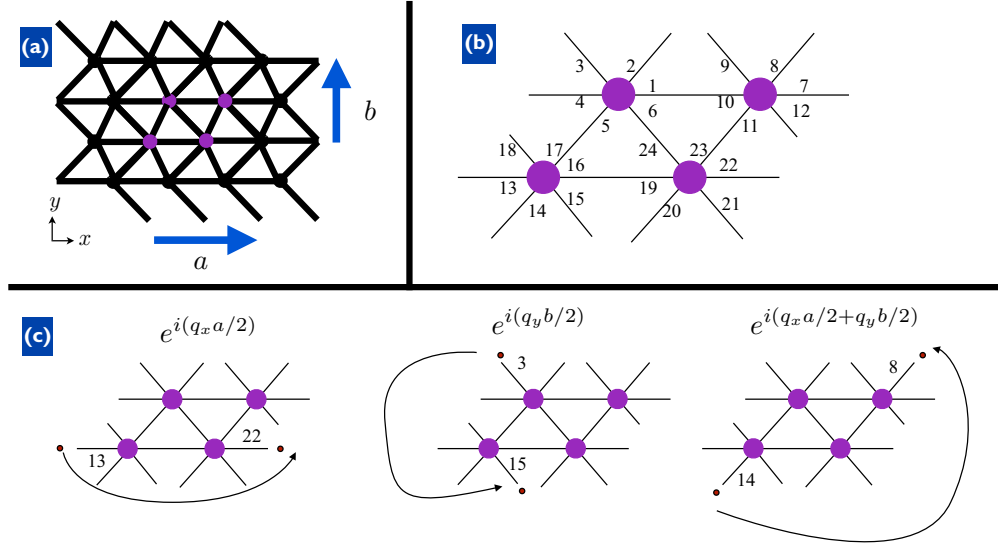 (a)
b
y
x
a
(b)
3 2 9 8
1 7
4 6 10 12
5 11
18 17 24 23
16 22
13 19
14 15 20 21
(c)
e^{i(q_x a/2)}
e^{i(q_y b/2)}
e^{i(q_x a/2+q_y b/2)}
3 8
22
13 15 14